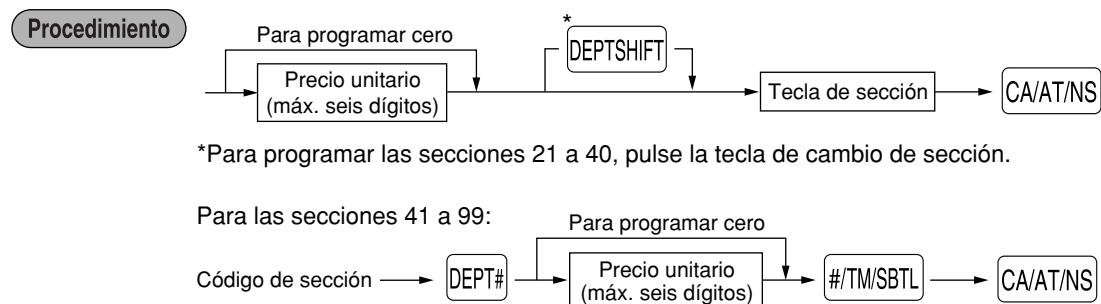 Procedimiento
Para programar cero
*
DEPTSHIFT
Precio unitario
(máx. seis dígitos)
Tecla de sección
CA/AT/NS
*Para programar las secciones 21 a 40, pulse la tecla de cambio de sección.
Para las secciones 41 a 99:
Para programar cero
Código de sección
DEPT#
Precio unitario
(máx. seis dígitos)
#/TM/SBTL
CA/AT/NS